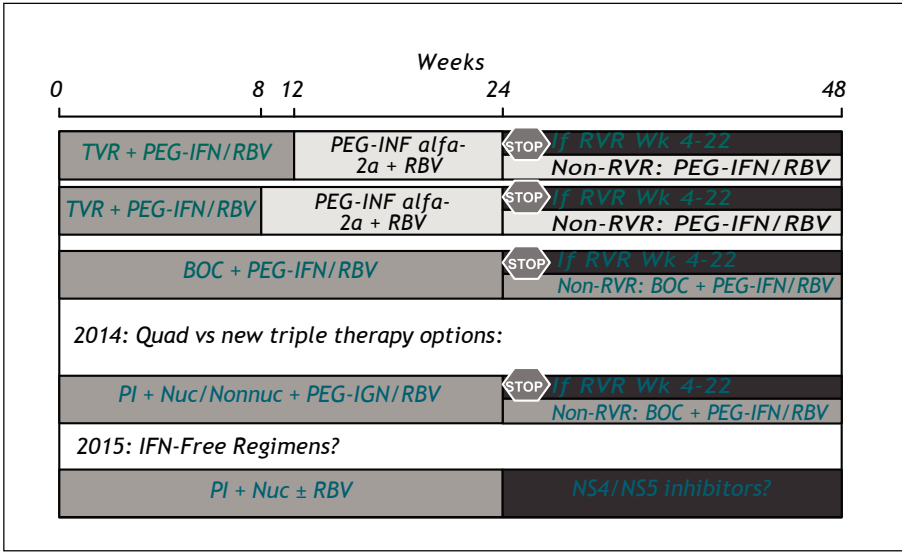 Weeks
0 8 12 24 48
TVR + PEG-IFN/RBV
PEG-INF alfa-
2a + RBV
STOP
If RVR Wk 4-22
Non-RVR: PEG-IFN/RBV
TVR + PEG-IFN/RBV
PEG-INF alfa-
2a + RBV
STOP
If RVR Wk 4-22
Non-RVR: PEG-IFN/RBV
BOC + PEG-IFN/RBV
STOP
If RVR Wk 4-22
Non-RVR: BOC + PEG-IFN/RBV
2014: Quad vs new triple therapy options:
PI + Nuc/Nonnuc + PEG-IGN/RBV
STOP
If RVR Wk 4-22
Non-RVR: BOC + PEG-IFN/RBV
2015: IFN-Free Regimens?
PI + Nuc ± RBV
NS4/NS5 inhibitors?